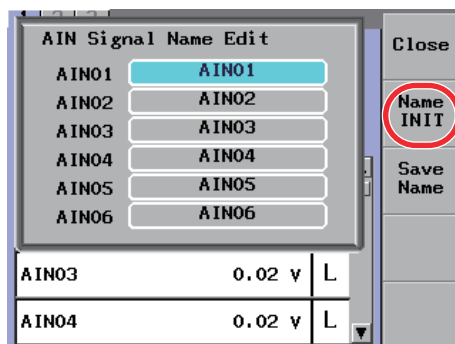 AIN Signal Name Edit
AIN01 AIN01
AIN02 AIN02
AIN03 AIN03
AIN04 AIN04
AIN05 AIN05
AIN06 AIN06
AIN03 0.02 v L
AIN04 0.02 v L
Close
Name
INIT
Save
Name